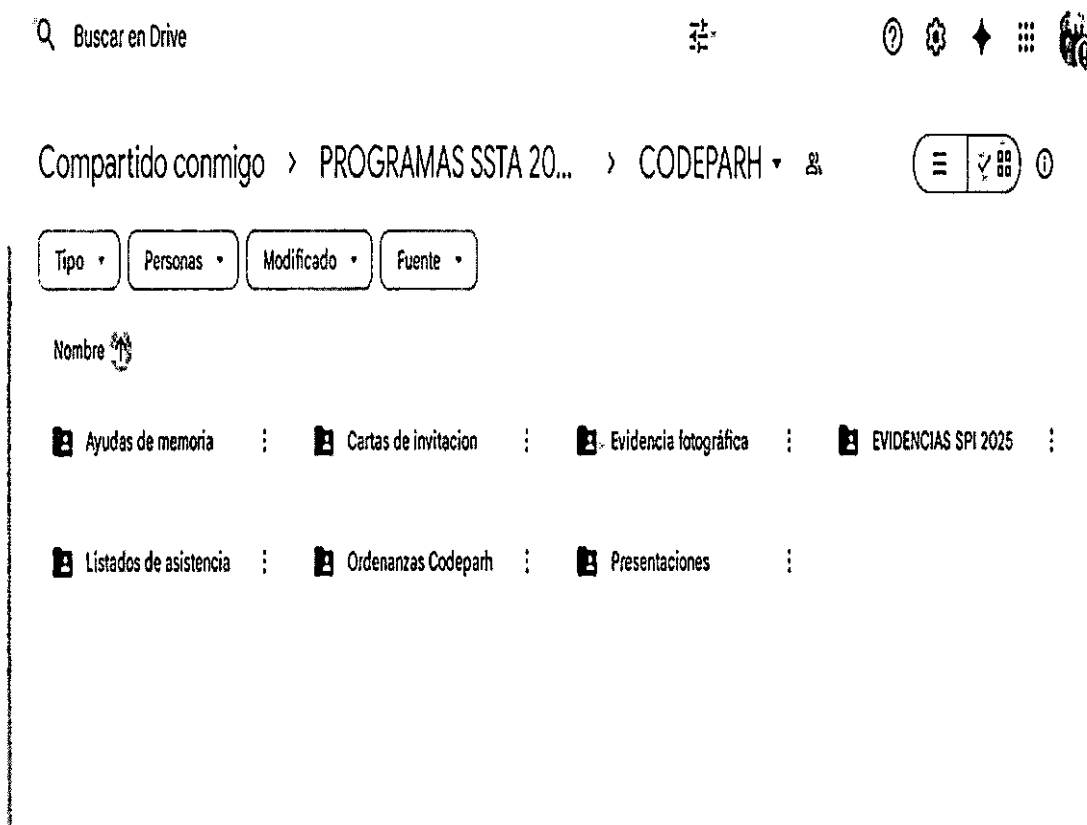 Buscar en Drive
Compartido conmigo > PROGRAMAS SSTA 20... > CODEPARH
Tipo Personas Modificado Fuente
Nombre
Ayudas de memoria Cartas de invitacion Evidencia fotográfica EVIDENCIAS SPI 2025
Listados de asistencia Ordenanzas Codeparh Presentaciones